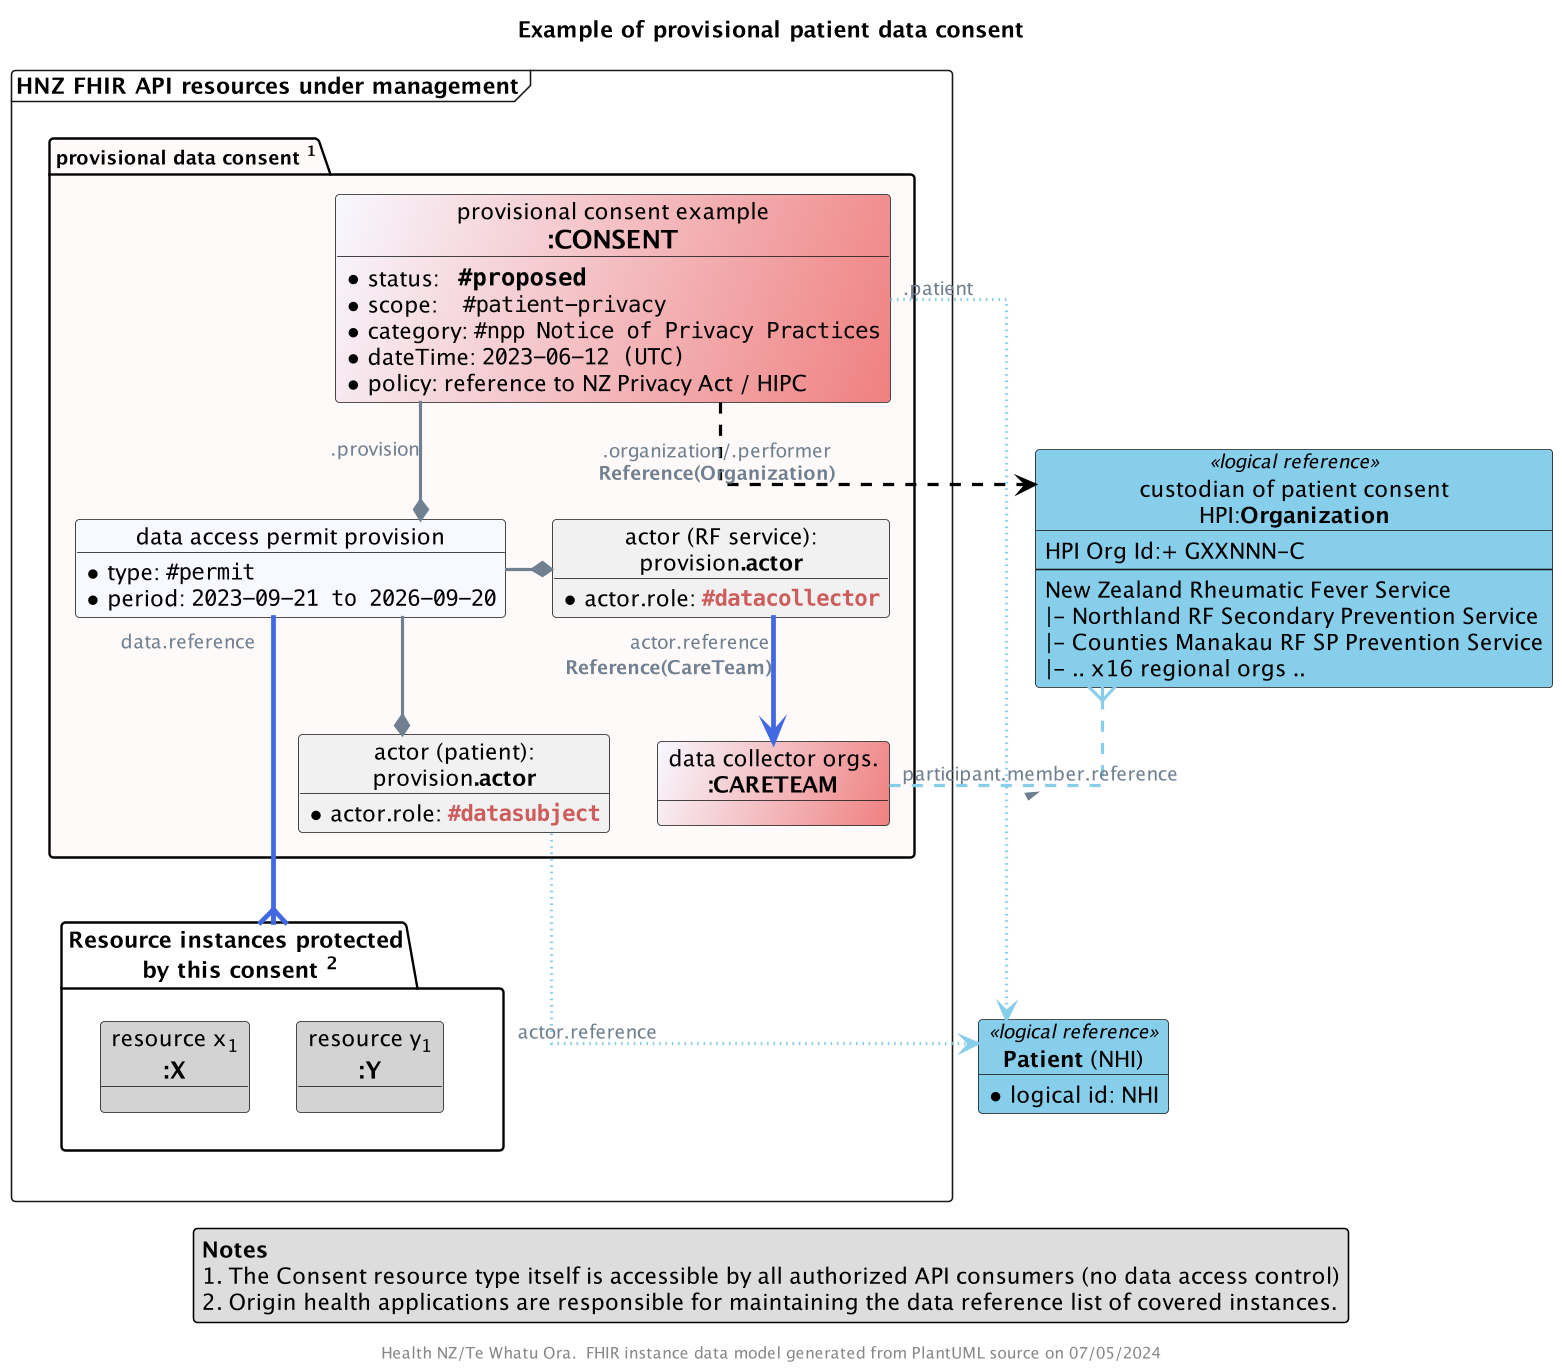 Example of provisional patient data consent
HNZ FHIR API resources under management
provisional data consent 1
provisional consent example
:CONSENT
• status: #proposed
• scope: #patient-privacy
• category: #npp Notice of Privacy Practices
• dateTime: 2023-06-12 (UTC)
• policy: reference to NZ Privacy Act / HIPC
.patient
.provision
.organization/.performer
Reference(Organization)
«logical reference»
custodian of patient consent
HPI:Organization
HPI Org Id:+ GXXNNN-C
New Zealand Rheumatic Fever Service
|- Northland RF Secondary Prevention Service
|- Counties Manakau RF SP Prevention Service
|- .. x16 regional orgs ..
data access permit provision
• type: #permit
• period: 2023-09-21 to 2026-09-20
actor (RF service):
provision.actor
• actor.role: #datacollector
data.reference
actor.reference
Reference(CareTeam)
actor (patient):
provision.actor
• actor.role: #datasubject
data collector orgs.
:CARETEAM
participant.member.reference
Resource instances protected
by this consent 2
resource x1
:X
resource y1
:Y
actor.reference
«logical reference»
Patient (NHI)
• logical id: NHI
Notes
1. The Consent resource type itself is accessible by all authorized API consumers (no data access control)
2. Origin health applications are responsible for maintaining the data reference list of covered instances.
Health NZ/Te Whatu Ora.  FHIR instance data model generated from PlantUML source on 07/05/2024